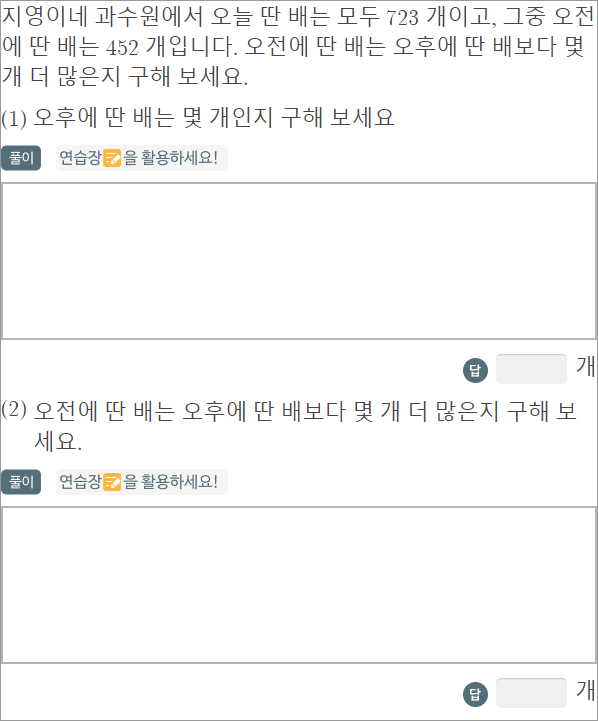 지영이네 과수원에서 오늘 딴 배는 모두 723 개이고, 그중 오전
에 딴 배는 452 개입니다. 오전에 딴 배는 오후에 딴 배보다 몇
개 더 많은지 구해 보세요.
(1) 오후에 딴 배는 몇 개인지 구해 보세요
풀이 연습장을 활용하세요!
답 개
(2) 오전에 딴 배는 오후에 딴 배보다 몇 개 더 많은지 구해 보
세요.
풀이 연습장을 활용하세요!
답 개